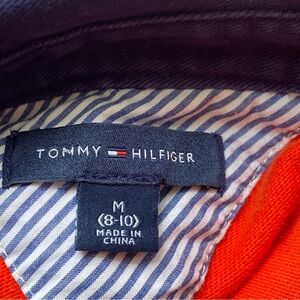 TOMMY HILFIGER
M
(8-10)
MADE IN
CHINA